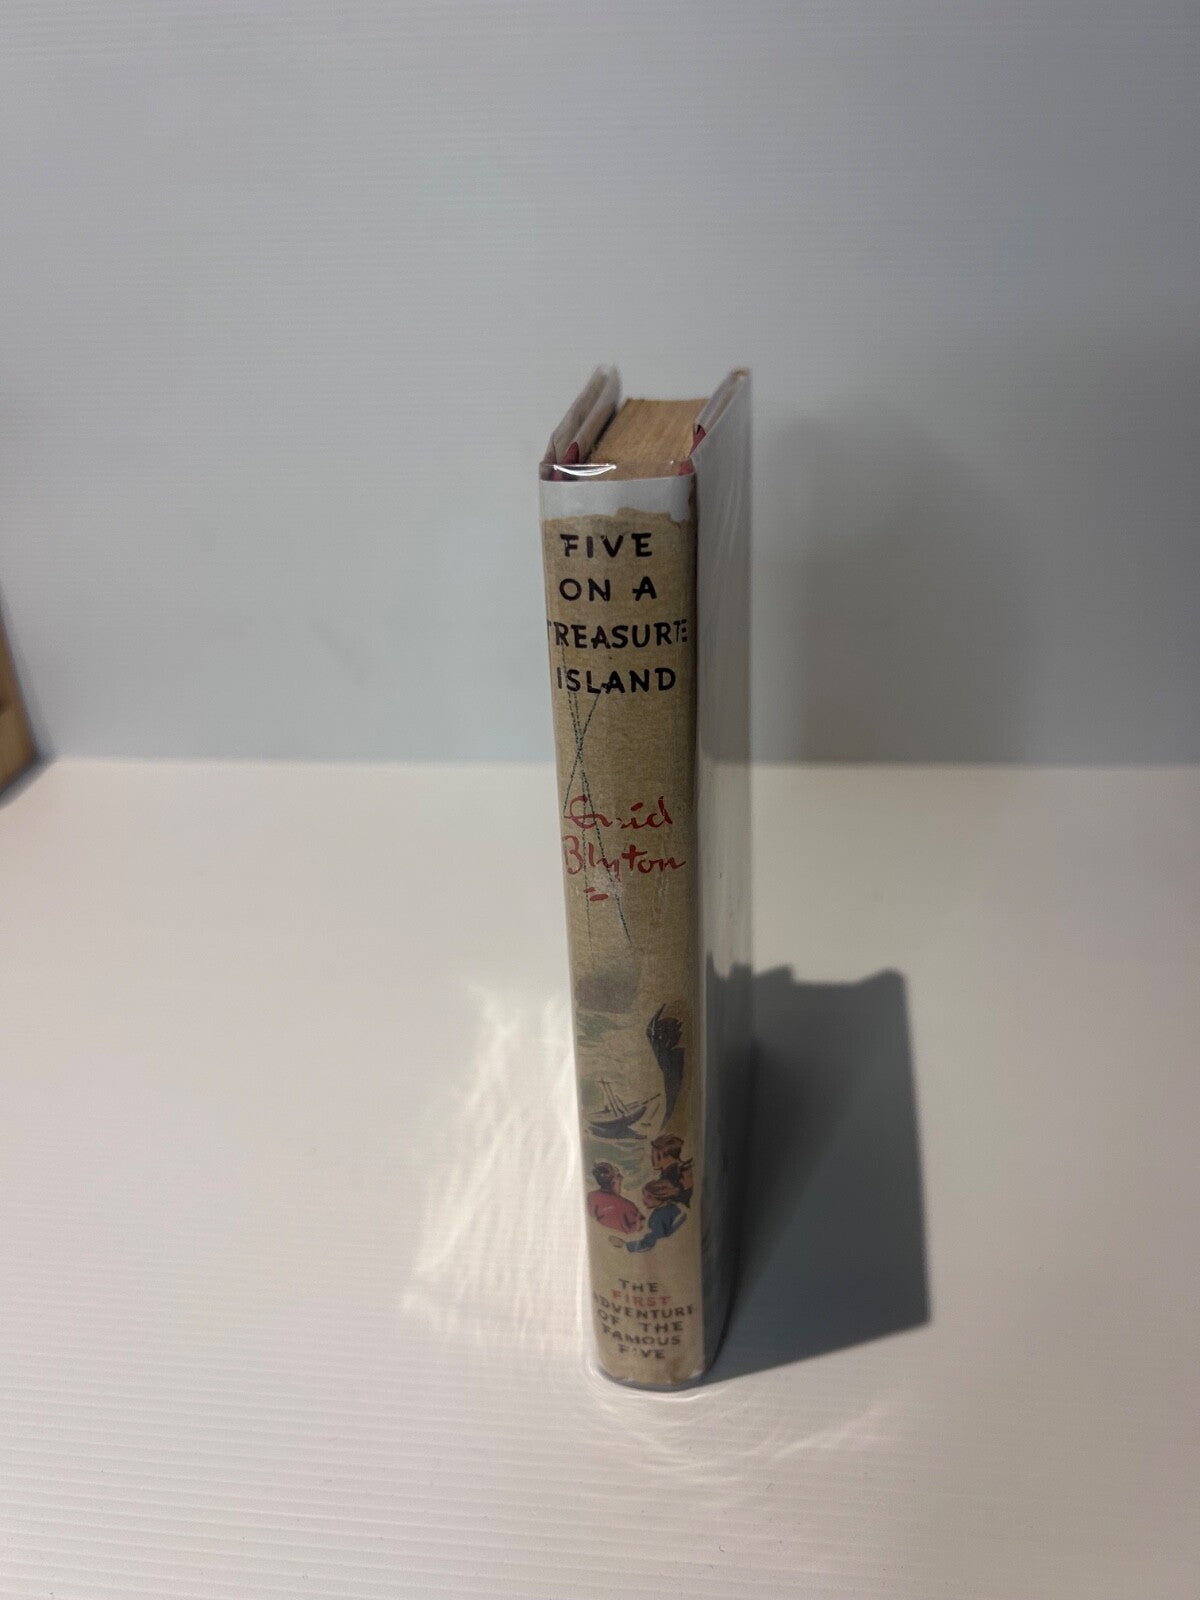 FIVE
ON A
TREASURE
ISLAND
Enid
Blyton
THE
FIRST
ADVENTURE
OF THE
FAMOUS
FIVE